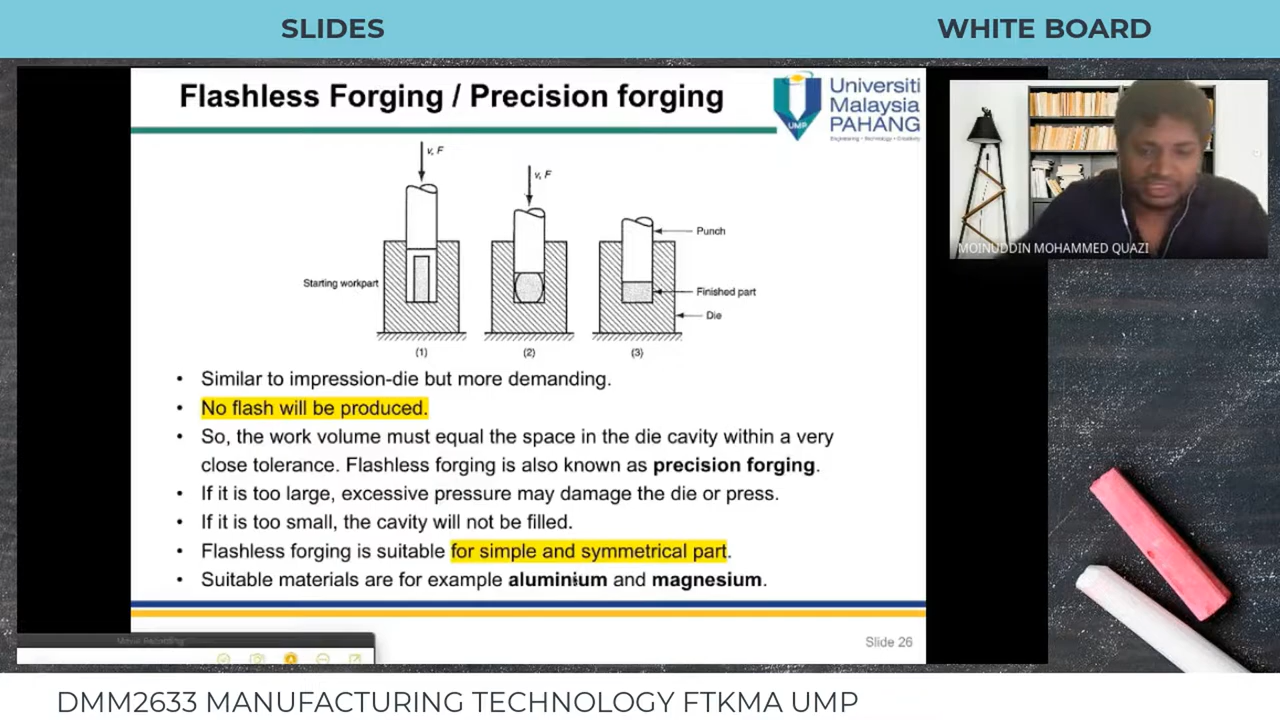 SLIDES
WHITE BOARD
Flashless Forging / Precision forging
Universiti
Malaysia
PAHANG
Engineering • Technology • Creativity
UMP
v, F
v, F
Punch
Starting workpart
Finished part
Die
(1)
(2)
(3)
• Similar to impression-die but more demanding.
• No flash will be produced.
• So, the work volume must equal the space in the die cavity within a very
close tolerance. Flashless forging is also known as precision forging.
• If it is too large, excessive pressure may damage the die or press.
• If it is too small, the cavity will not be filled.
• Flashless forging is suitable for simple and symmetrical part.
• Suitable materials are for example aluminium and magnesium.
Slide 26
MOINUDDIN MOHAMMED QUAZI
DMM2633 MANUFACTURING TECHNOLOGY FTKMA UMP